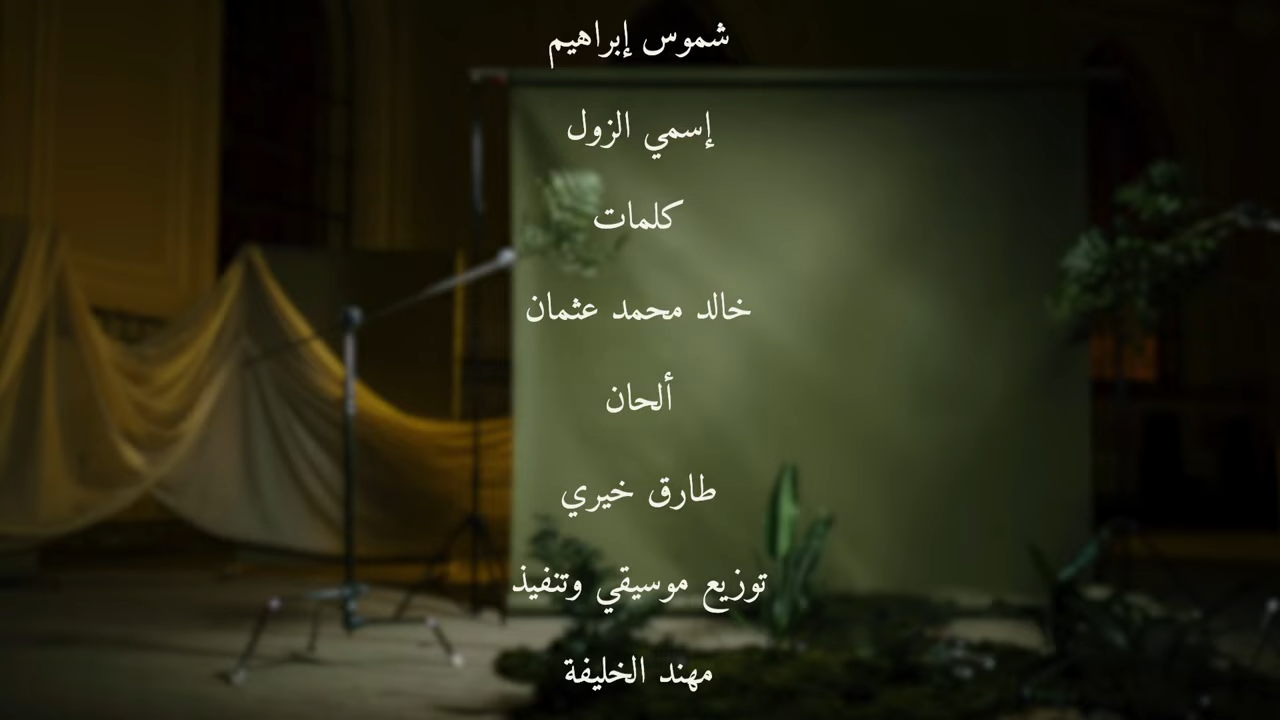 شموس إبراهيم
إسمي الزول
كلمات
خالد محمد عثمان
ألحان
طارق خيري
توزيع موسيقي وتنفيذ
مهند الخليفة